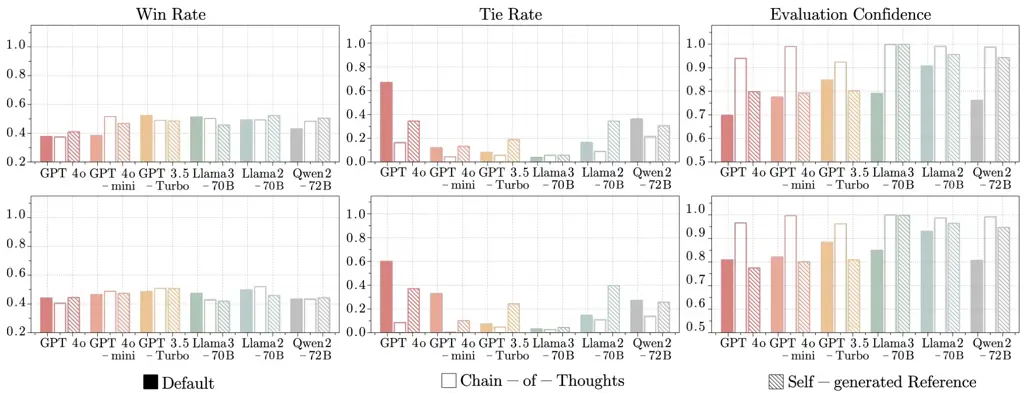 Win Rate
Tie Rate
Evaluation Confidence
1.0
0.8
0.6
0.4
0.2
GPT 4o GPT 4o GPT 3.5 Llama3 Llama2 Qwen2
−mini −Turbo −70B −70B −72B
1.0
0.8
0.6
0.4
0.2
0.0
GPT 4o GPT 4o GPT 3.5 Llama3 Llama2 Qwen2
−mini −Turbo −70B −70B −72B
1.0
0.9
0.8
0.7
0.6
0.5
GPT 4o GPT 4o GPT 3.5 Llama3 Llama2 Qwen2
−mini −Turbo −70B −70B −72B
1.0
0.8
0.6
0.4
0.2
GPT 4o GPT 4o GPT 3.5 Llama3 Llama2 Qwen2
−mini −Turbo −70B −70B −72B
1.0
0.8
0.6
0.4
0.2
0.0
GPT 4o GPT 4o GPT 3.5 Llama3 Llama2 Qwen2
−mini −Turbo −70B −70B −72B
1.0
0.9
0.8
0.7
0.6
0.5
GPT 4o GPT 4o GPT 3.5 Llama3 Llama2 Qwen2
−mini −Turbo −70B −70B −72B
Default
Chain − of − Thoughts
Self − generated Reference